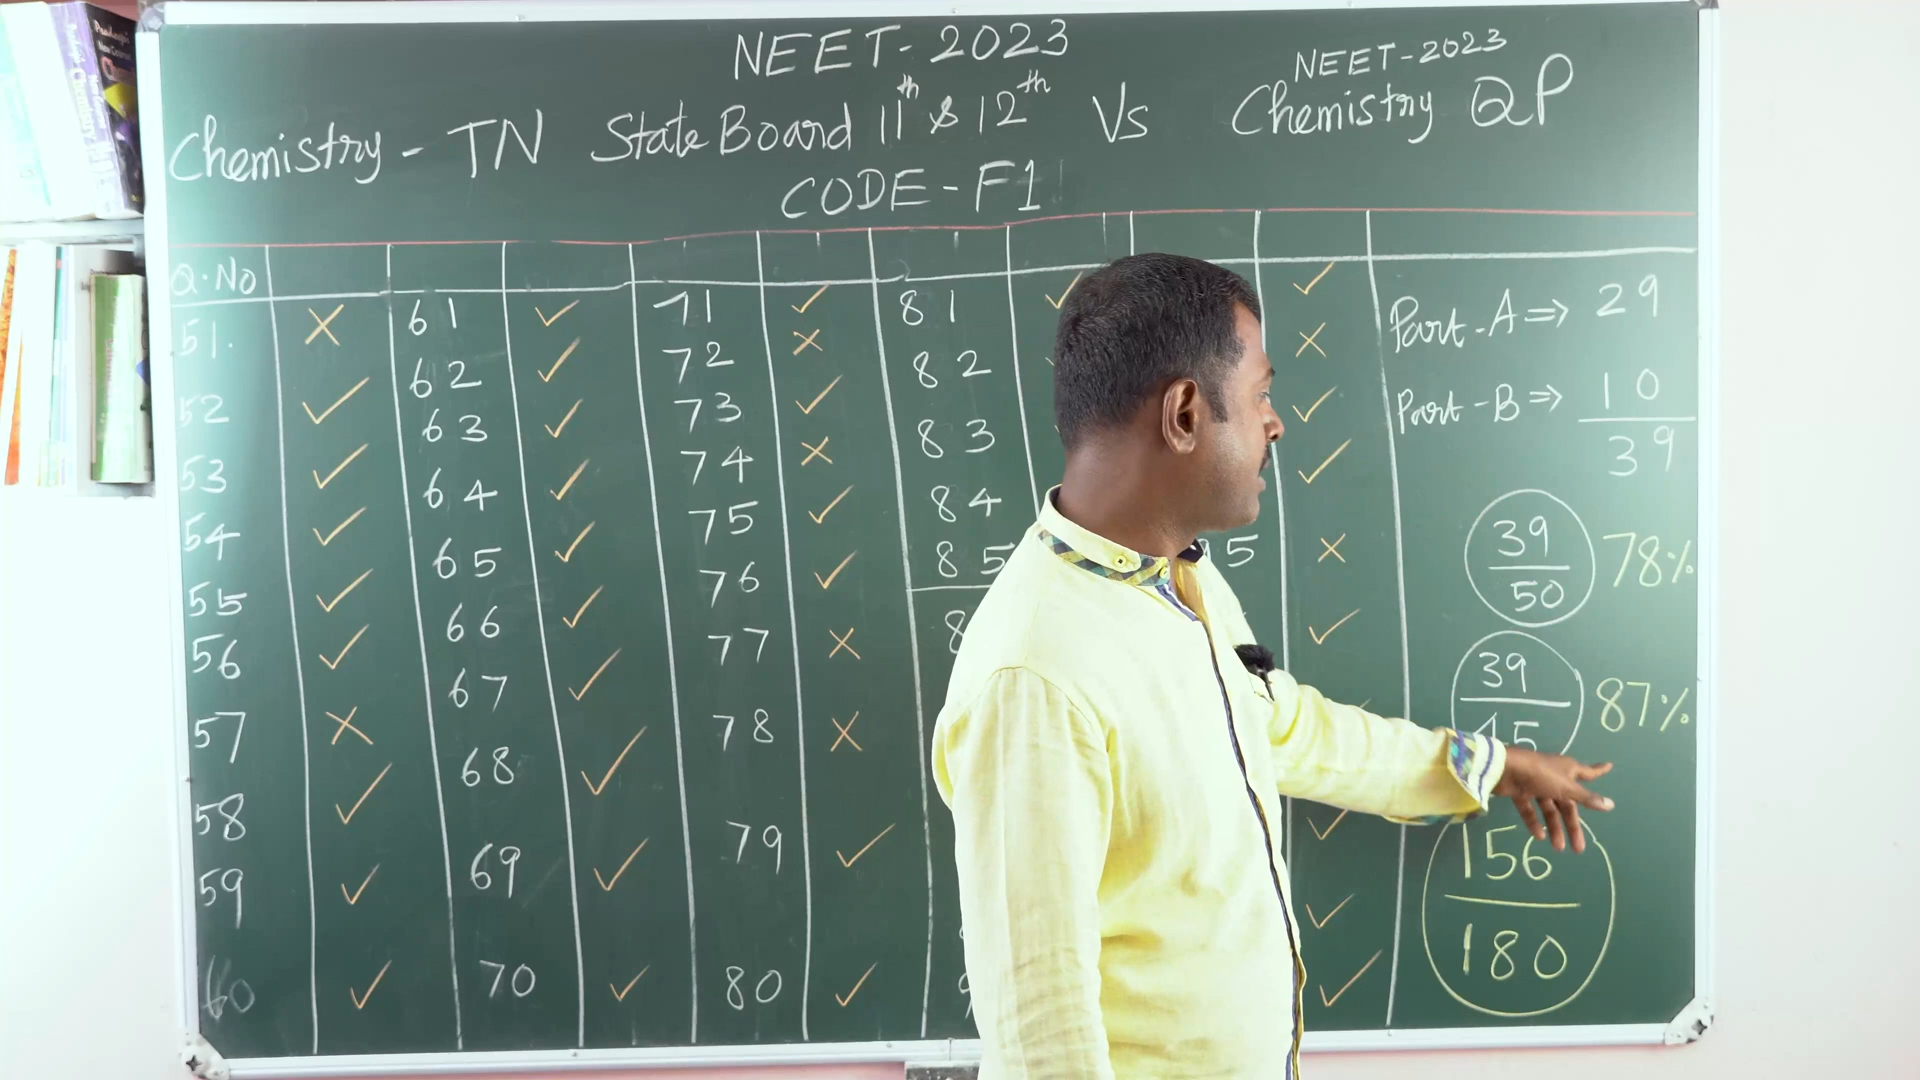 NEET-2023
Chemistry - TN State Board 11th & 12th Vs NEET-2023 Chemistry QP
CODE-F1
Q.No
51. ✗ 61 ✓ 71 ✓ 81 ✓ ✓
52 ✓ 62 ✓ 72 ✗ 82 ✗
53 ✓ 63 ✓ 73 ✓ 83 ✓
54 ✓ 64 ✓ 74 ✗ 84 ✓
55 ✓ 65 ✓ 75 ✓ 85 ✗
56 ✓ 66 ✓ 76 ✓ ✓
57 ✗ 67 ✓ 77 ✗
58 ✓ 68 ✓ 78 ✗ ✓
59 ✓ 69 ✓ 79 ✓ ✓
60 ✓ 70 ✓ 80 ✓ ✓
Part-A => 29
Part-B => 10
39
39/50 78%
39/45 87%
156/180